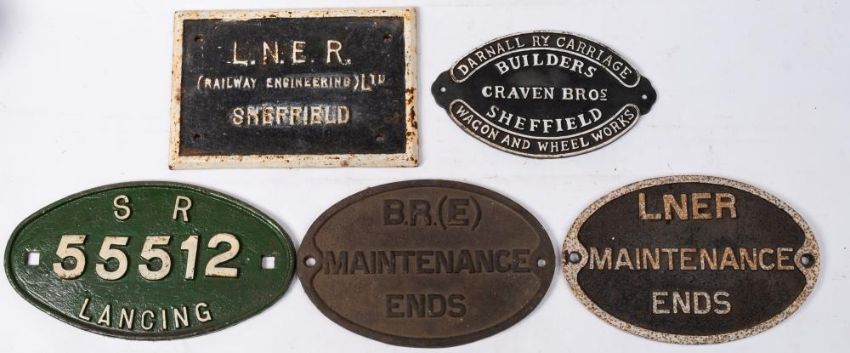 L.N.E.R.
(RAILWAY ENGINEERING) LTD
SHEFFIELD
DARNALL RY CARRIAGE
BUILDERS
CRAVEN BROS
SHEFFIELD
WAGON AND WHEEL WORKS
S R
55512
LANCING
B.R.(E)
MAINTENANCE
ENDS
LNER
MAINTENANCE
ENDS